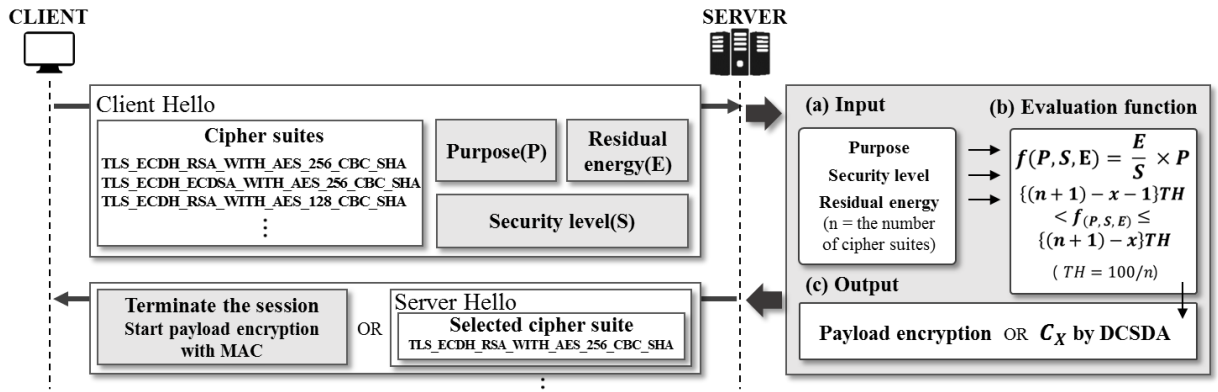 CLIENT
SERVER
Client Hello
Cipher suites
TLS_ECDH_RSA_WITH_AES_256_CBC_SHA
TLS_ECDH_ECDSA_WITH_AES_256_CBC_SHA
TLS_ECDH_RSA_WITH_AES_128_CBC_SHA
⋮
Purpose(P)
Residual
energy(E)
Security level(S)
(a) Input
Purpose
Security level
Residual energy
(n = the number
of cipher suites)
(b) Evaluation function
f(P, S, E) = E/S × P
{(n + 1) − x − 1}TH
< f(P, S, E) ≤
{(n + 1) − x}TH
( TH = 100/n)
(c) Output
Payload encryption OR C_X by DCSDA
Terminate the session
Start payload encryption
with MAC
OR
Server Hello
Selected cipher suite
TLS_ECDH_RSA_WITH_AES_256_CBC_SHA
⋮